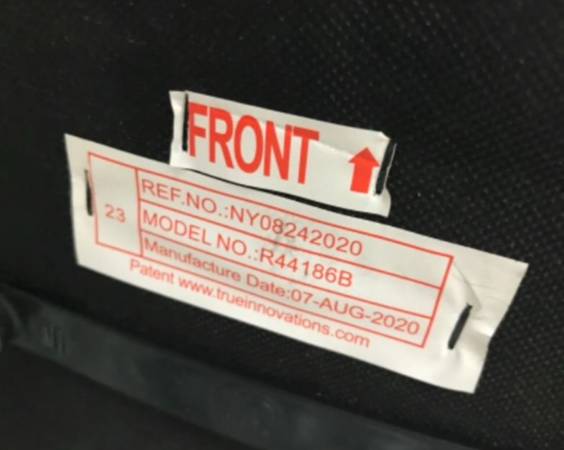 FRONT
23
REF.NO.:NY08242020
MODEL NO.:R44186B
Manufacture Date:07-AUG-2020
Patent www.trueinnovations.com